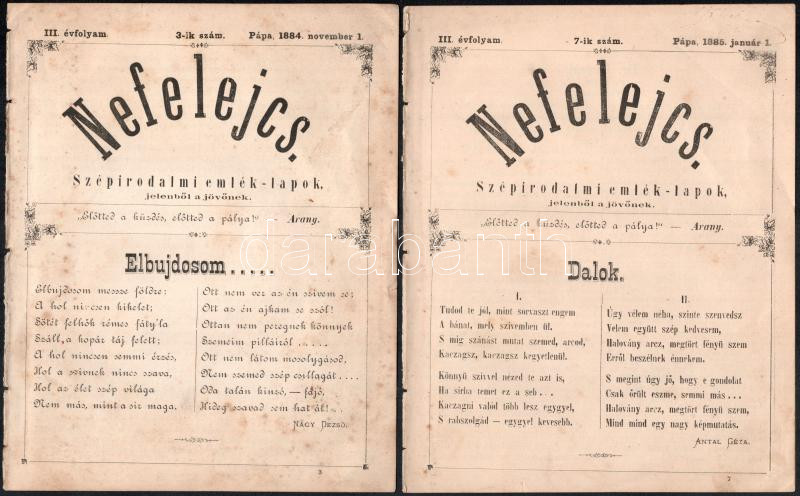 III. évfolyam. 3-ik szám. Pápa, 1884. november 1.
Nefelejcs.
Szépirodalmi emlék-lapok,
jelenből a jövőnek.
„Előtted a küzdés, előtted a pálya!" — Arany.
Elbujdosom.....
Elbujdosom messze földre:
A hol nincsen kikelet;
Sötét felhők rémes fátyla
Száll, a kopár táj felett;
A hol nincsen semmi érzés,
Hol a szivnek nincs szava,
Hol az élet szép világa
Nem más, mint a sir maga.
Ott nem ver az én szivem se;
Ott az én ajkam se szól!
Ottan nem peregnek könnyek
Szemeim pilláiról .....
Ott nem látom mosolygásod,
Nem szemed szép csillagát....
Oda talán kinzó, — fájó,
Hideg szavad sem hat át!..
NAGY DEZSŐ.
3
III. évfolyam. 7-ik szám. Pápa, 1885. január 1.
Nefelejcs.
Szépirodalmi emlék-lapok,
jelenből a jövőnek.
„Előtted a küzdés, előtted a pálya!" — Arany.
Dalok.
I.
Tudod te jól, mint sorvaszt engem
A bánat, mely szivemben ül.
S mig szánást mutat szemed, arcod,
Kaczagsz, kaczagsz kegyetlenül.
Könnyü szivvel nézed te azt is,
Ha sirba temet ez a seb...
Kaczagni valód több lesz egygyel,
S rabszolgád — egygyel kevesebb.
II.
Úgy vélem néha, szinte szenvedsz
Velem együtt szép kedvesem,
Halovány arcz, megtört fényü szem
Erről beszélnek énnekem.
S megint úgy jő, hogy e gondolat
Csak őrült eszme, semmi más...
Halovány arcz, megtört fényü szem,
Mind mind egy nagy képmutatás.
ANTAL GÉZA.
7
darabanth